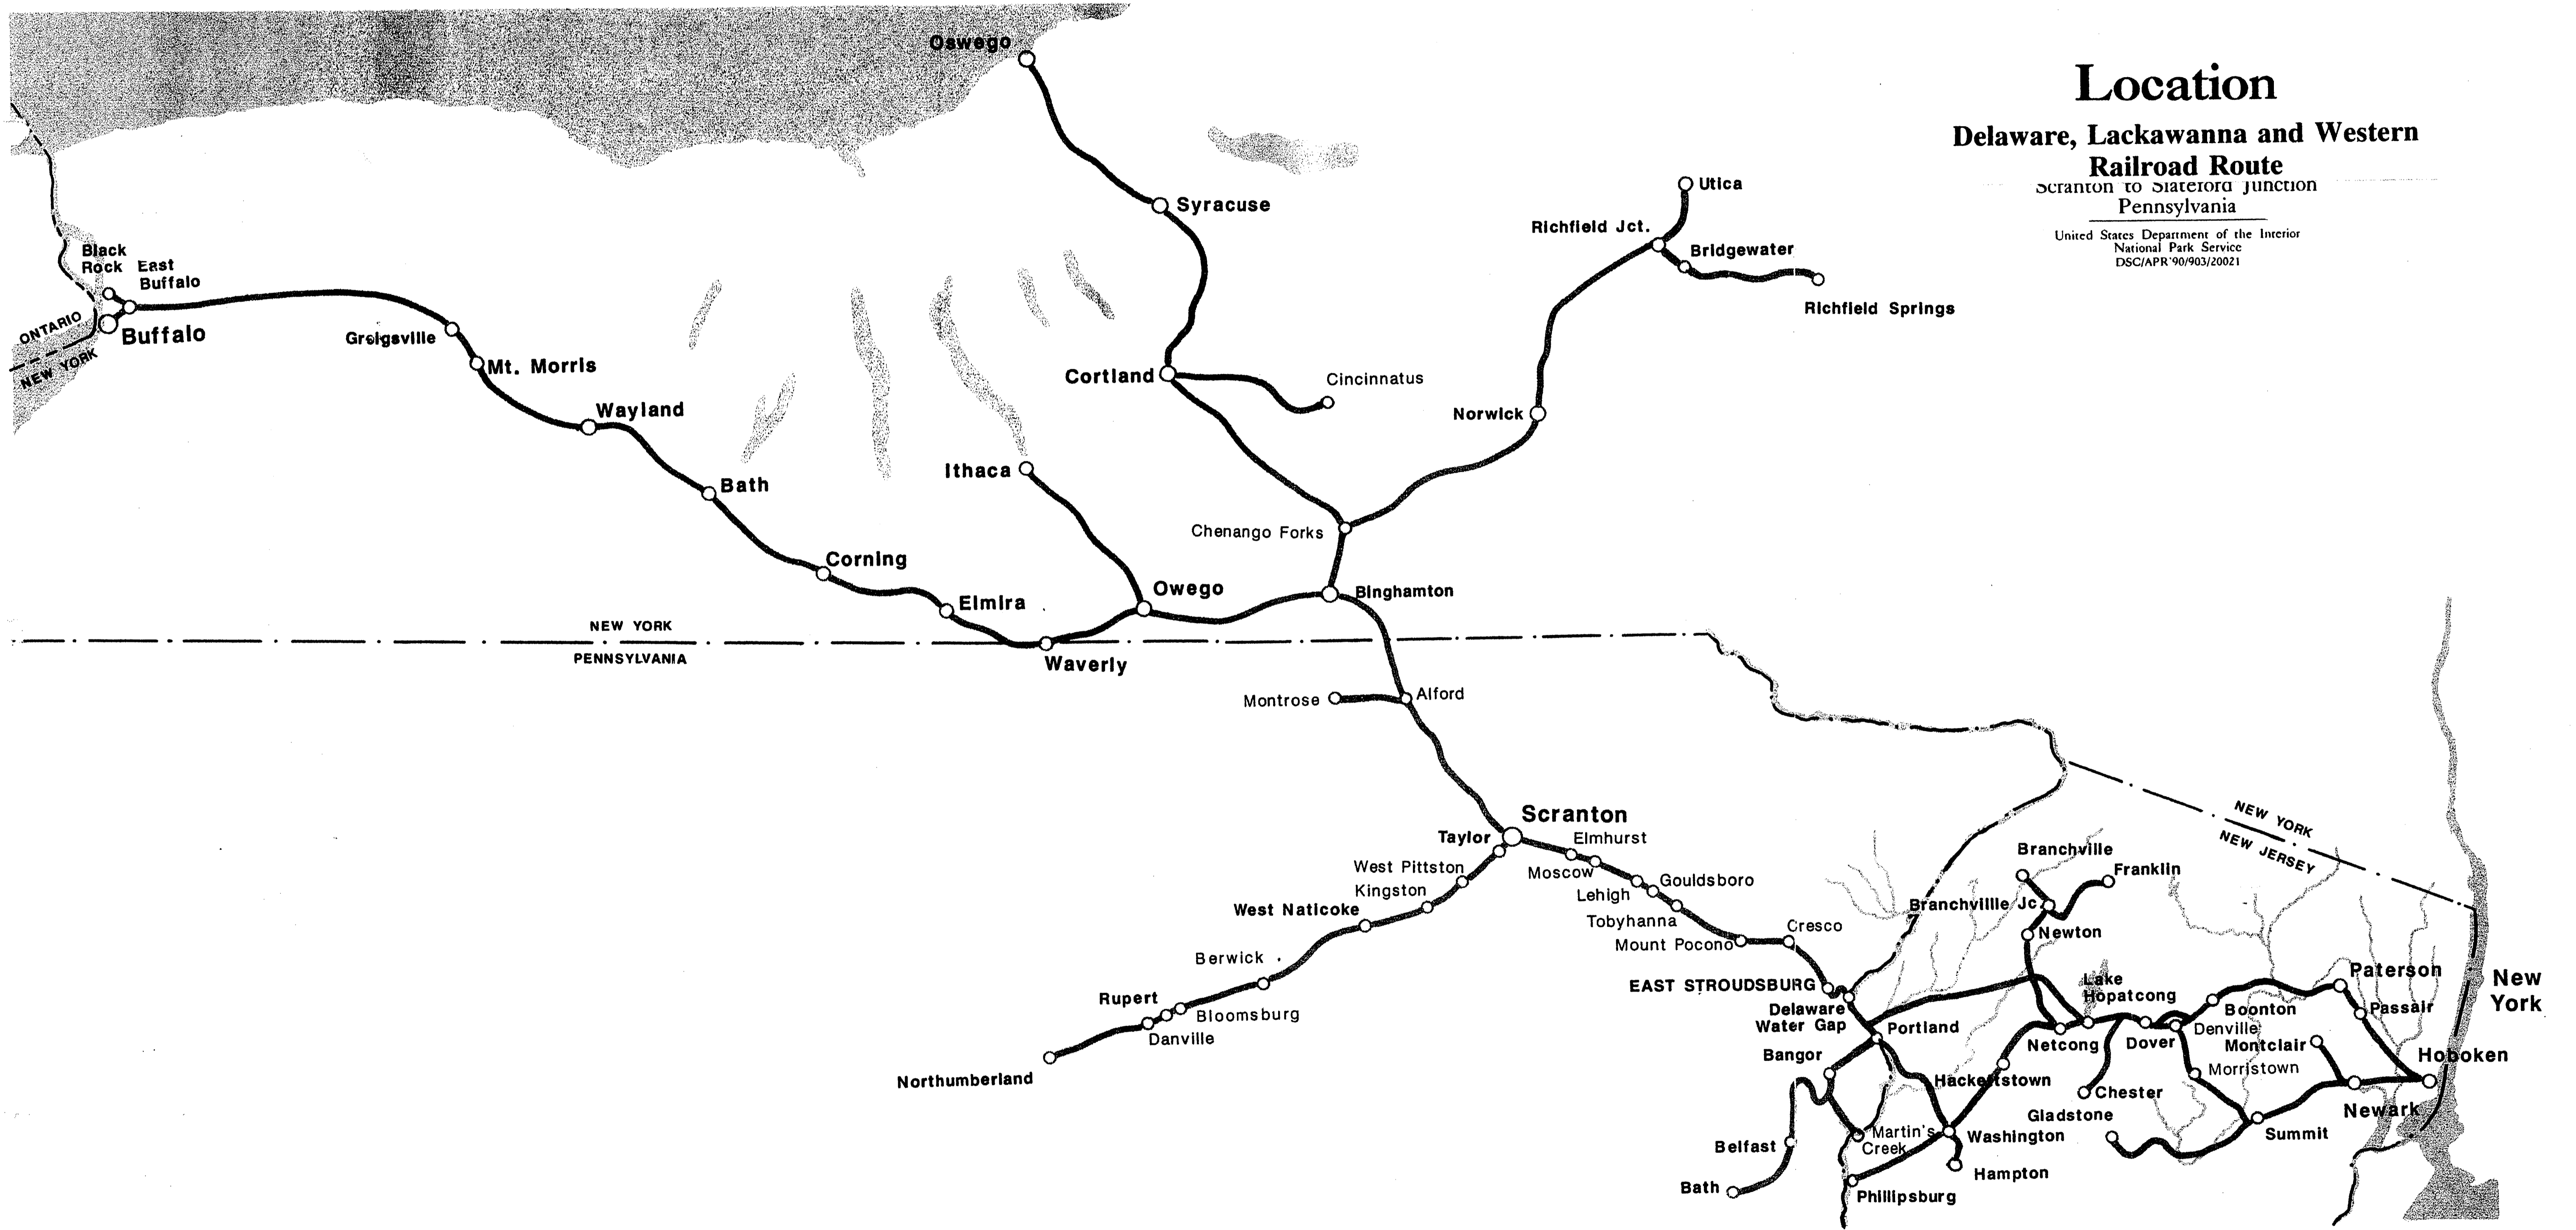 Location
Delaware, Lackawanna and Western
Railroad Route
Scranton to Slateford Junction
Pennsylvania
United States Department of the Interior
National Park Service
DSC/APR'90/903/20021
Oswego
Syracuse
Utica
Richfield Jct.
Bridgewater
Richfield Springs
Black
Rock
East
Buffalo
ONTARIO
NEW YORK
Buffalo
Greigsville
Mt. Morris
Wayland
Bath
Corning
Elmira
Cortland
Cincinnatus
Norwick
Ithaca
Chenango Forks
Owego
Binghamton
NEW YORK
PENNSYLVANIA
Waverly
Montrose
Alford
Scranton
Taylor
Elmhurst
West Pittston
Moscow
Kingston
Lehigh
Gouldsboro
West Naticoke
Tobyhanna
Mount Pocono
Cresco
Berwick
EAST STROUDSBURG
Rupert
Bloomsburg
Danville
Northumberland
NEW YORK
NEW JERSEY
Branchville
Franklin
Branchvillle Jc
Newton
Lake
Hopatcong
Paterson
New
York
Delaware
Water Gap
Portland
Boonton
Passair
Denville
Netcong
Dover
Montclair
Bangor
Hoboken
Hackettstown
Morristown
Chester
Gladstone
Newark
Martin's
Creek
Washington
Summit
Belfast
Hampton
Bath
Phillipsburg